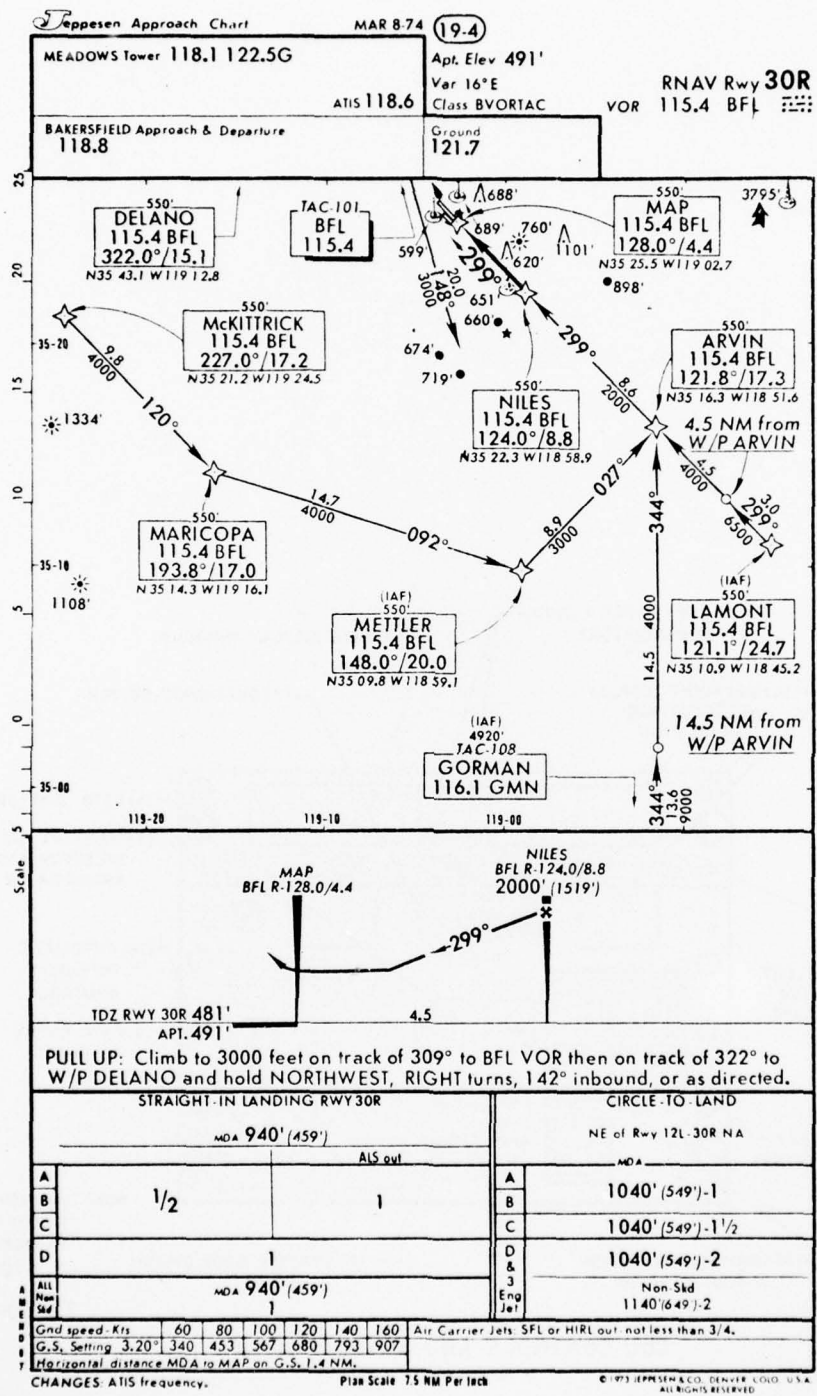 Jeppesen Approach Chart MAR 8-74 19-4
MEADOWS Tower 118.1 122.5G
ATIS 118.6
BAKERSFIELD Approach & Departure
118.8
Apt. Elev 491'
Var 16°E
Class BVORTAC
Ground
121.7
RNAV Rwy 30R
VOR 115.4 BFL
25
20
15
10
5
0
5
Scale
550'
DELANO
115.4 BFL
322.0°/15.1
N35 43.1 W119 12.8
TAC-101
BFL
115.4
688'
689'
760'
599'
620'
1101'
651
660'
674'
719'
898'
3795'
550'
MAP
115.4 BFL
128.0°/4.4
N35 25.5 W119 02.7
299°
20.0
148°
3000
550'
McKITTRICK
115.4 BFL
227.0°/17.2
N35 21.2 W119 24.5
35-20
9.8
4000
120°
1334'
299°
8.6
2000
550'
ARVIN
115.4 BFL
121.8°/17.3
N35 16.3 W118 51.6
550'
NILES
115.4 BFL
124.0°/8.8
N35 22.3 W118 58.9
4.5 NM from
W/P ARVIN
4.5
4000
3.0
299°
6500
550'
MARICOPA
115.4 BFL
193.8°/17.0
N35 14.3 W119 16.1
14.7
4000
092°
027°
8.9
3000
344°
14.5 4000
35-10
1108'
(IAF)
550'
METTLER
115.4 BFL
148.0°/20.0
N35 09.8 W118 59.1
(IAF)
550'
LAMONT
115.4 BFL
121.1°/24.7
N35 10.9 W118 45.2
14.5 NM from
W/P ARVIN
(IAF)
4920'
TAC-108
GORMAN
116.1 GMN
344°
13.6
9000
35-00
119-20 119-10 119-00
MAP
BFL R-128.0/4.4
NILES
BFL R-124.0/8.8
2000' (1519')
299°
TDZ RWY 30R 481'
APT. 491'
4.5
PULL UP: Climb to 3000 feet on track of 309° to BFL VOR then on track of 322° to
W/P DELANO and hold NORTHWEST, RIGHT turns, 142° inbound, or as directed.
STRAIGHT-IN LANDING RWY 30R
CIRCLE-TO-LAND
MDA 940' (459')
NE of Rwy 12L-30R NA
ALS out
MDA
A
B
C
1/2
1
A
B
1040' (549')-1
C
1040' (549')-1 1/2
D
1
D
&
3
Eng
Jet
1040' (549')-2
ALL
Non
Skd
MDA 940' (459')
1
Non-Skd
1140' (649')-2
Gnd speed-Kts 60 80 100 120 140 160
G.S. Setting 3.20° 340 453 567 680 793 907
Air Carrier Jets: SFL or HIRL out not less than 3/4.
Horizontal distance MDA to MAP on G.S. 1.4 NM.
CHANGES: ATIS frequency.
Plan Scale 7.5 NM Per Inch
© 1973 JEPPESEN & CO. DENVER COLO. U.S.A.
ALL RIGHTS RESERVED